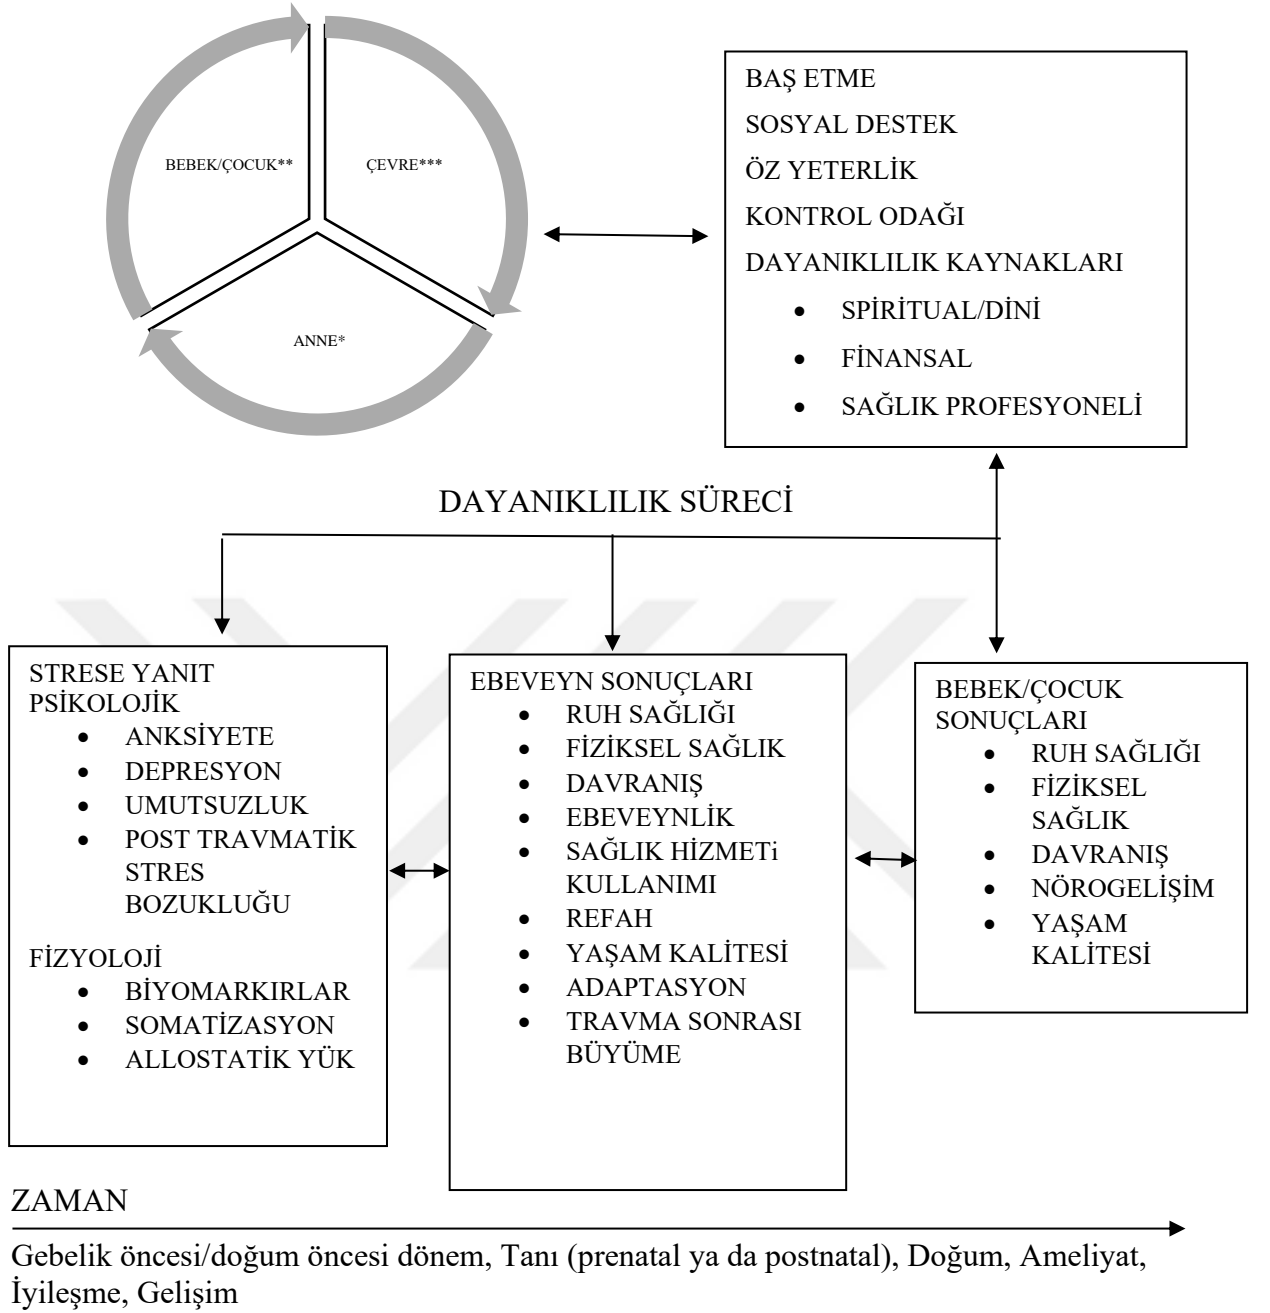 BEBEK/ÇOCUK**
ÇEVRE***
ANNE*
BAŞ ETME
SOSYAL DESTEK
ÖZ YETERLİK
KONTROL ODAĞI
DAYANIKLILIK KAYNAKLARI
• SPİRİTUAL/DİNİ
• FİNANSAL
• SAĞLIK PROFESYONELİ
DAYANIKLILIK SÜRECİ
STRESE YANIT
PSİKOLOJİK
• ANKSİYETE
• DEPRESYON
• UMUTSUZLUK
• POST TRAVMATİK
STRES
BOZUKLUĞU
FİZYOLOJİ
• BİYOMARKIRLAR
• SOMATİZASYON
• ALLOSTATİK YÜK
EBEVEYN SONUÇLARI
• RUH SAĞLIĞI
• FİZİKSEL SAĞLIK
• DAVRANIŞ
• EBEVEYNLİK
• SAĞLIK HİZMETi
KULLANIMI
• REFAH
• YAŞAM KALİTESİ
• ADAPTASYON
• TRAVMA SONRASI
BÜYÜME
BEBEK/ÇOCUK
SONUÇLARI
• RUH SAĞLIĞI
• FİZİKSEL
SAĞLIK
• DAVRANIŞ
• NÖROGELİŞİM
• YAŞAM
KALİTESİ
ZAMAN
Gebelik öncesi/doğum öncesi dönem, Tanı (prenatal ya da postnatal), Doğum, Ameliyat,
İyileşme, Gelişim